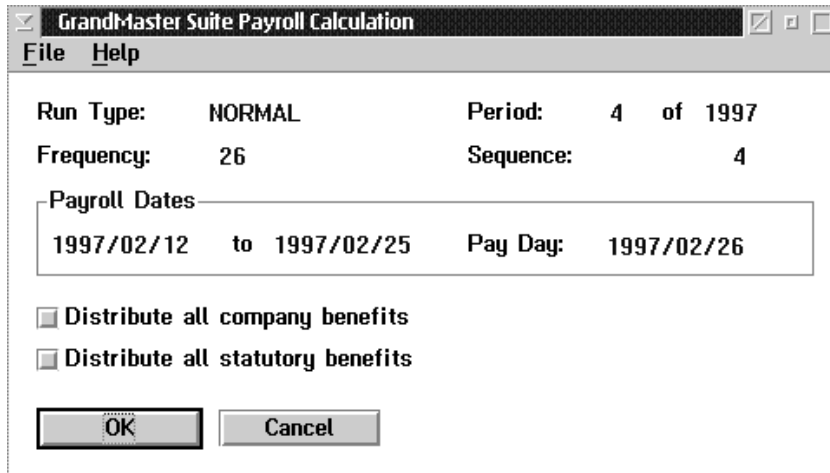 GrandMaster Suite Payroll Calculation
File Help
Run Type: NORMAL Period: 4 of 1997
Frequency: 26 Sequence: 4
Payroll Dates
1997/02/12 to 1997/02/25 Pay Day: 1997/02/26
Distribute all company benefits
Distribute all statutory benefits
OK Cancel